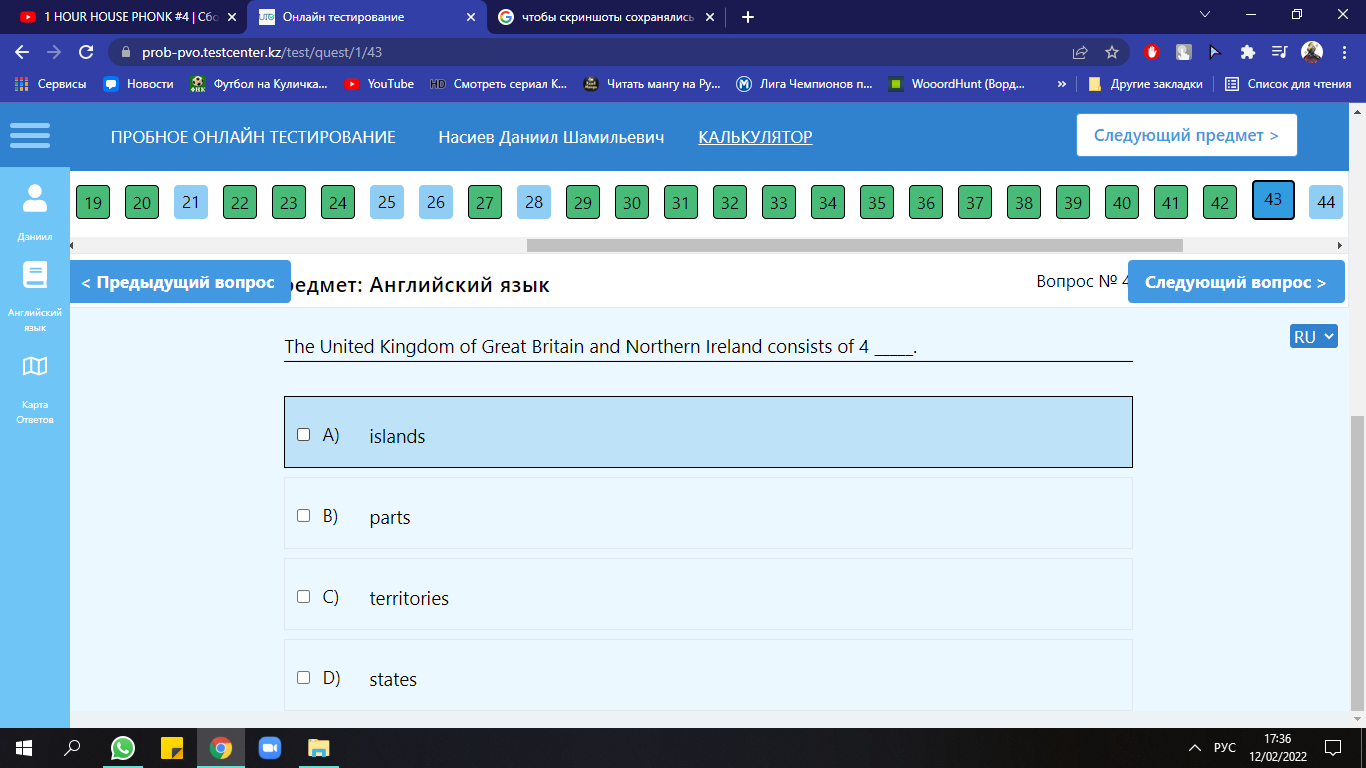 1 HOUR HOUSE PHONK #4 | Сбо
Онлайн тестирование
чтобы скриншоты сохранялись
prob-pvo.testcenter.kz/test/quest/1/43
Сервисы
Новости
Футбол на Куличка...
YouTube
HD Смотреть сериал К...
Читать мангу на Ру...
Лига Чемпионов п...
WooordHunt (Ворд...
»
Другие закладки
Список для чтения
ПРОБНОЕ ОНЛАЙН ТЕСТИРОВАНИЕ
Насиев Даниил Шамильевич
КАЛЬКУЛЯТОР
Следующий предмет >
19 20 21 22 23 24 25 26 27 28 29 30 31 32 33 34 35 36 37 38 39 40 41 42 43 44
Даниил
Английский
язык
Карта
Ответов
< Предыдущий вопрос
редмет: Английский язык
Вопрос № 4
Следующий вопрос >
RU
The United Kingdom of Great Britain and Northern Ireland consists of 4 _____.
A) islands
B) parts
C) territories
D) states
РУС
17:36
12/02/2022